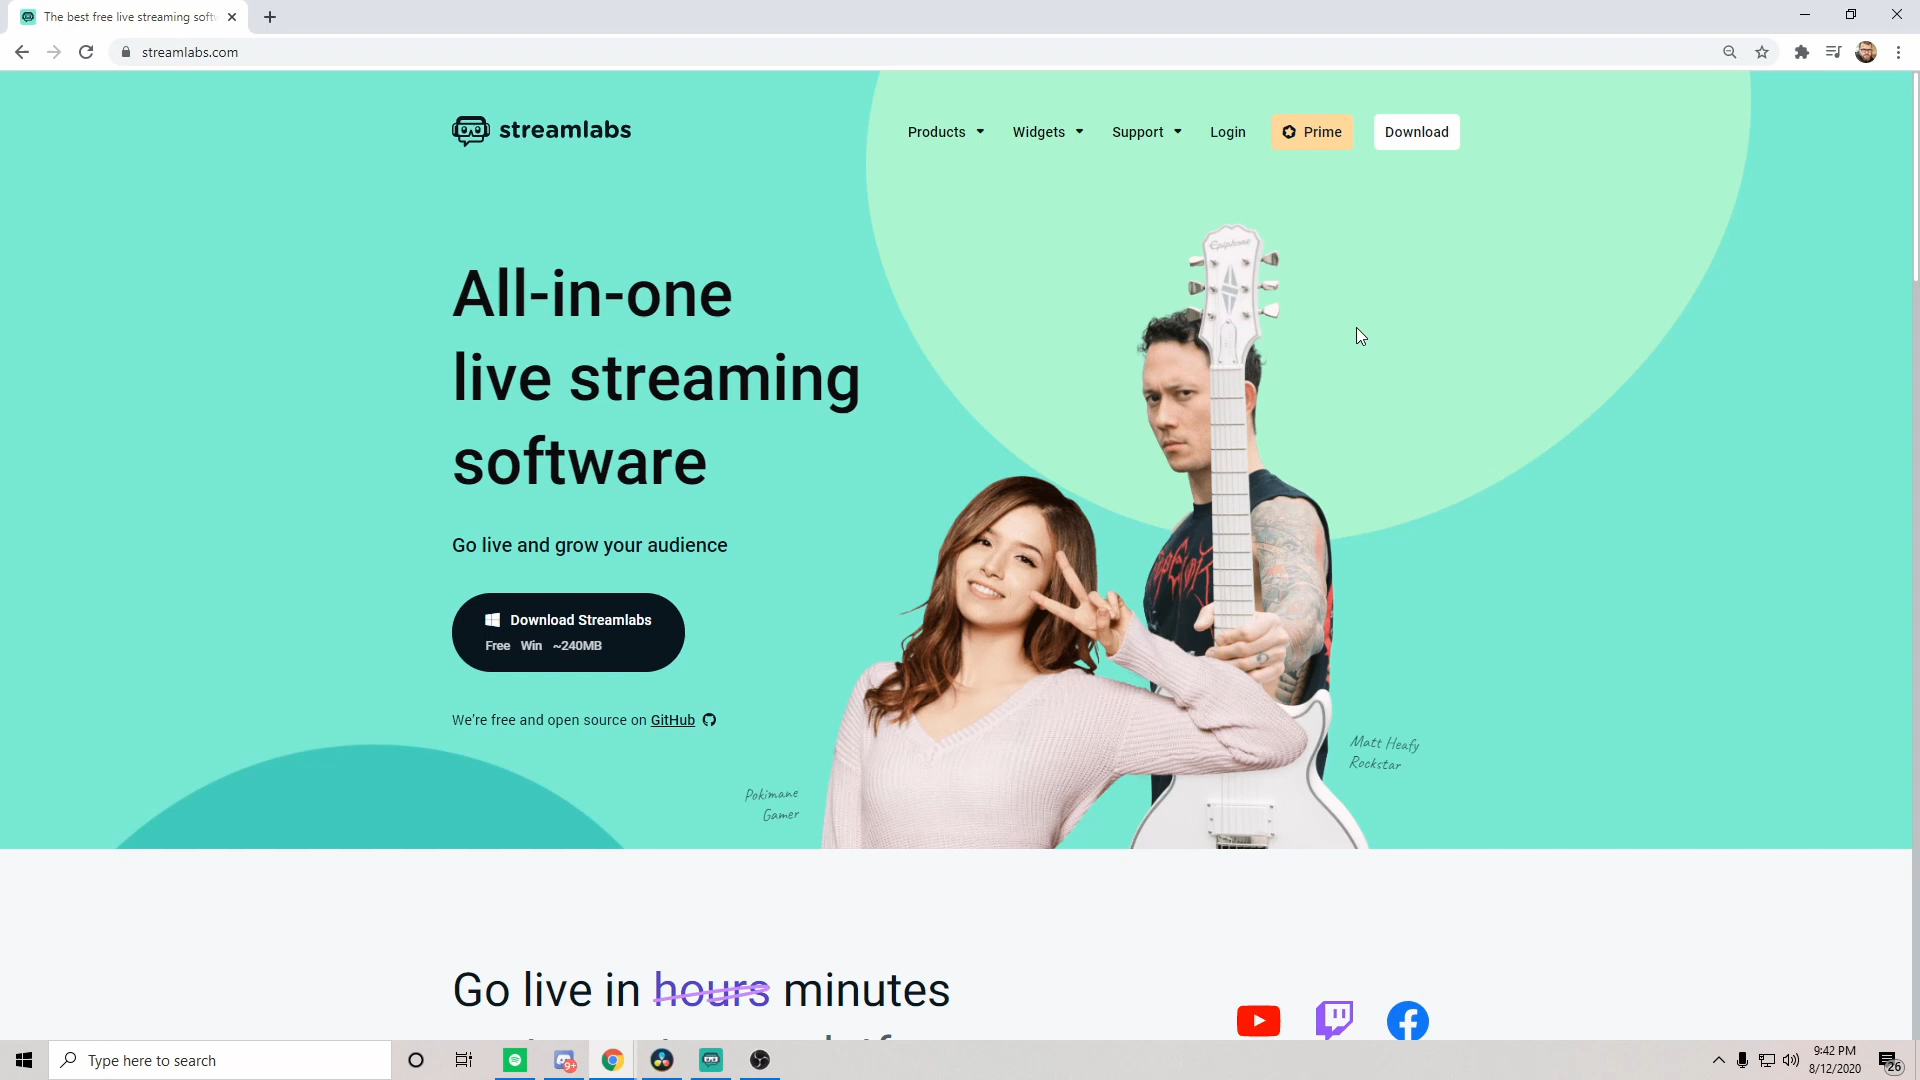 The best free live streaming softw
streamlabs.com
streamlabs
Products
Widgets
Support
Login
Prime
Download
Epiphone
All-in-one
live streaming
software
Go live and grow your audience
Download Streamlabs
Free Win ~240MB
We're free and open source on GitHub
Matt Heafy
Rockstar
Pokimane
Gamer
Go live in hours minutes
Type here to search
9+
9:42 PM
8/12/2020
26